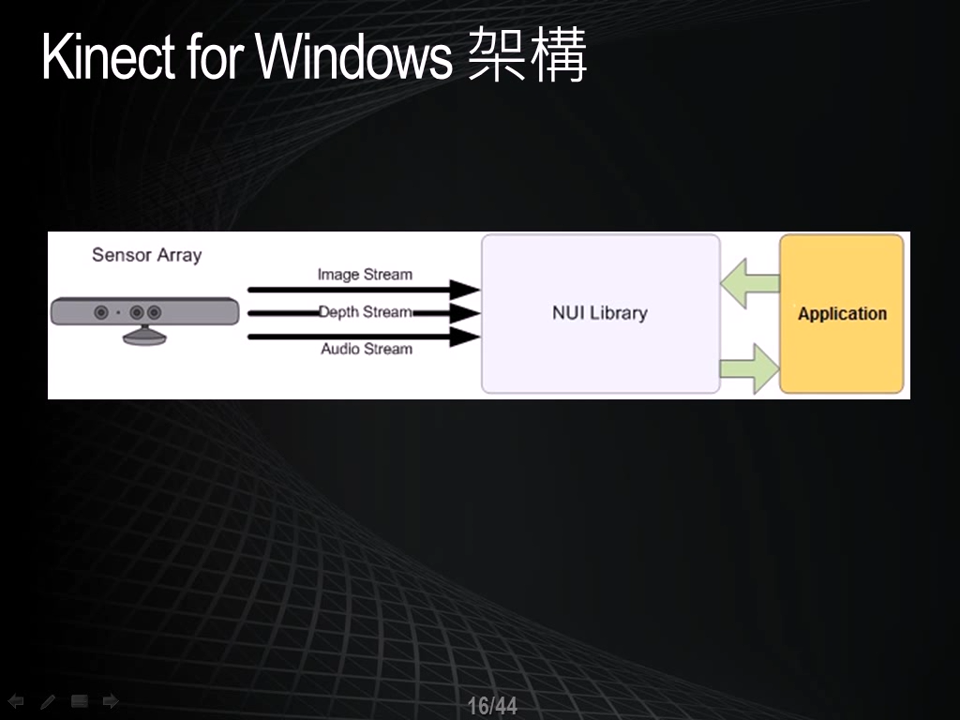 Kinect for Windows 架構
Sensor Array
Image Stream
Depth Stream
Audio Stream
NUI Library
Application
16/44